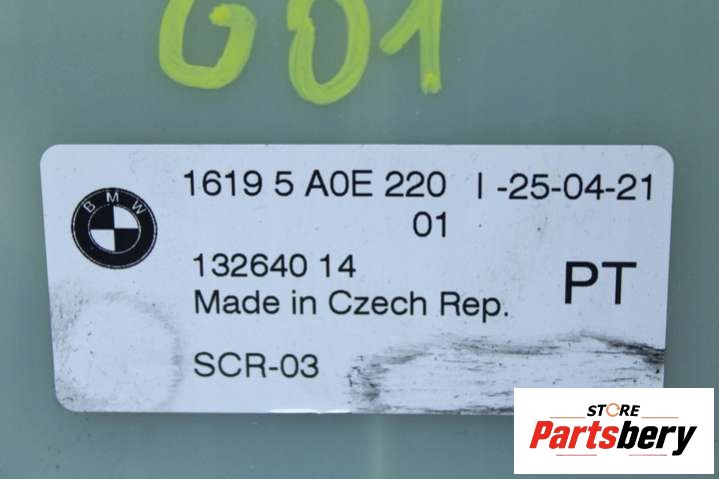 G01
BMW
1619 5 A0E 220 I -25-04-21
01
132640 14
PT
Made in Czech Rep.
SCR-03
STORE
Partsbery